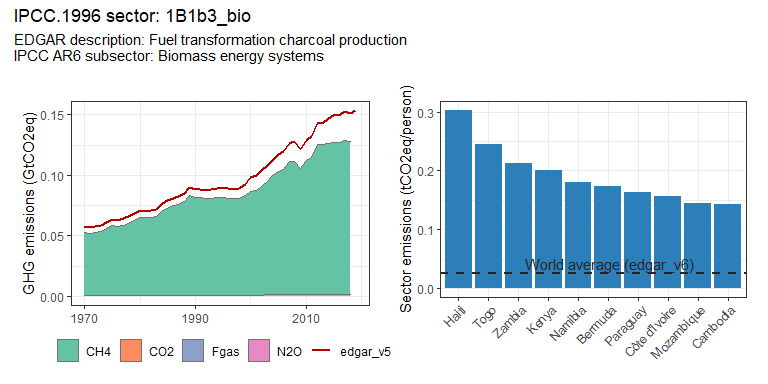 IPCC.1996 sector: 1B1b3_bio
EDGAR description: Fuel transformation charcoal production
IPCC AR6 subsector: Biomass energy systems
GHG emissions (GtCO2eq)
0.15
0.10
0.05
0.00
1970
1990
2010
CH4
CO2
Fgas
N2O
edgar_v5
Sector emissions (tCO2eq/person)
0.3
0.2
0.1
0.0
World average (edgar_v6)
Haiti
Togo
Zambia
Kenya
Namibia
Bermuda
Paraguay
Côte d'Ivoire
Mozambique
Cambodia